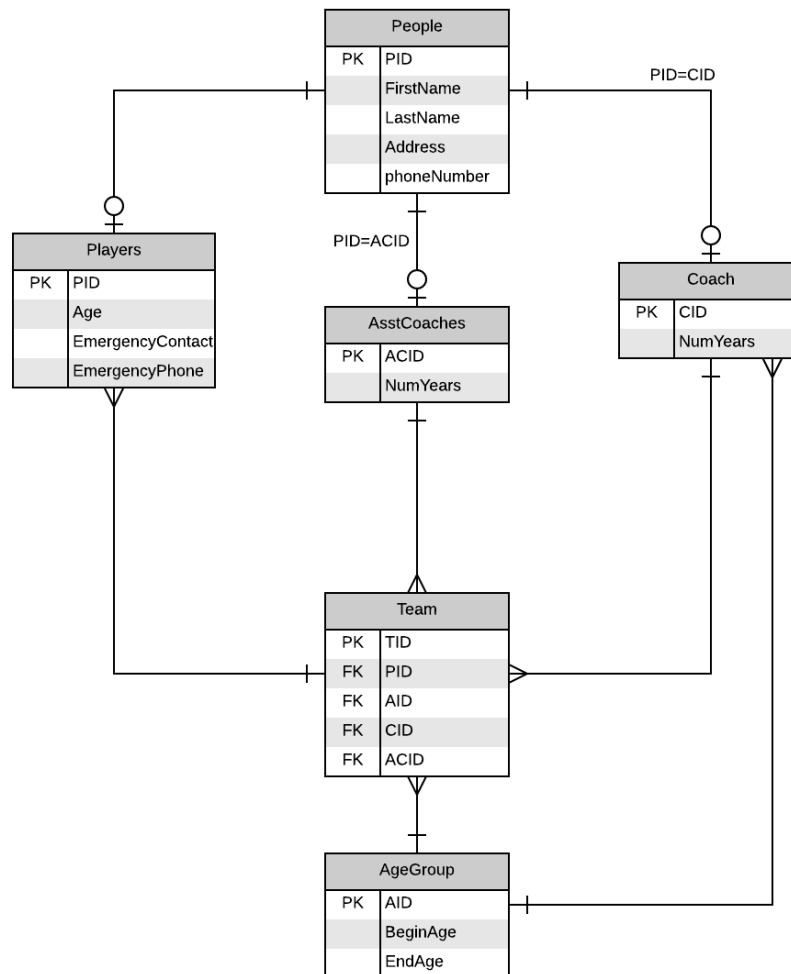 People
PK PID
FirstName
LastName
Address
phoneNumber
PID=CID
PID=ACID
Players
PK PID
Age
EmergencyContact
EmergencyPhone
AsstCoaches
PK ACID
NumYears
Coach
PK CID
NumYears
Team
PK TID
FK PID
FK AID
FK CID
FK ACID
AgeGroup
PK AID
BeginAge
EndAge